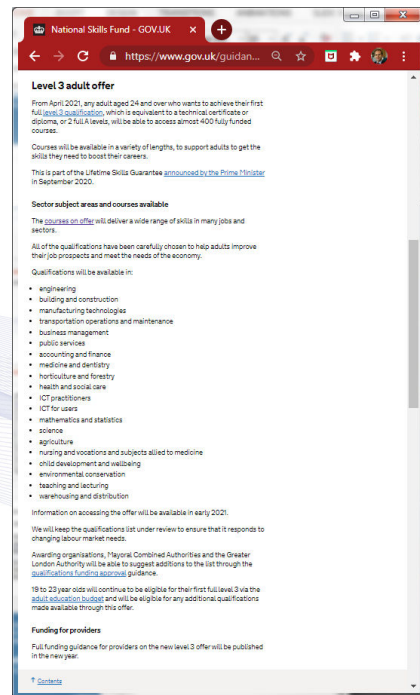 National Skills Fund - GOV.UK
https://www.gov.uk/guidan...
Level 3 adult offer
From April 2021, any adult aged 24 and over who wants to achieve their first
full level 3 qualification, which is equivalent to a technical certificate or
diploma, or 2 full A levels, will be able to access almost 400 fully funded
courses.
Courses will be available in a variety of lengths, to support adults to get the
skills they need to boost their careers.
This is part of the Lifetime Skills Guarantee announced by the Prime Minister
in September 2020.
Sector subject areas and courses available
The courses on offer will deliver a wide range of skills in many jobs and
sectors.
All of the qualifications have been carefully chosen to help adults improve
their job prospects and meet the needs of the economy.
Qualifications will be available in:
• engineering
• building and construction
• manufacturing technologies
• transportation operations and maintenance
• business management
• public services
• accounting and finance
• medicine and dentistry
• horticulture and forestry
• health and social care
• ICT practitioners
• ICT for users
• mathematics and statistics
• science
• agriculture
• nursing and vocations and subjects allied to medicine
• child development and wellbeing
• environmental conservation
• teaching and lecturing
• warehousing and distribution
Information on accessing the offer will be available in early 2021.
We will keep the qualifications list under review to ensure that it responds to
changing labour market needs.
Awarding organisations, Mayoral Combined Authorities and the Greater
London Authority will be able to suggest additions to the list through the
qualifications funding approval guidance.
19 to 23 year olds will continue to be eligible for their first full level 3 via the
adult education budget and will be eligible for any additional qualifications
made available through this offer.
Funding for providers
Full funding guidance for providers on the new level 3 offer will be published
in the new year.
↑ Contents